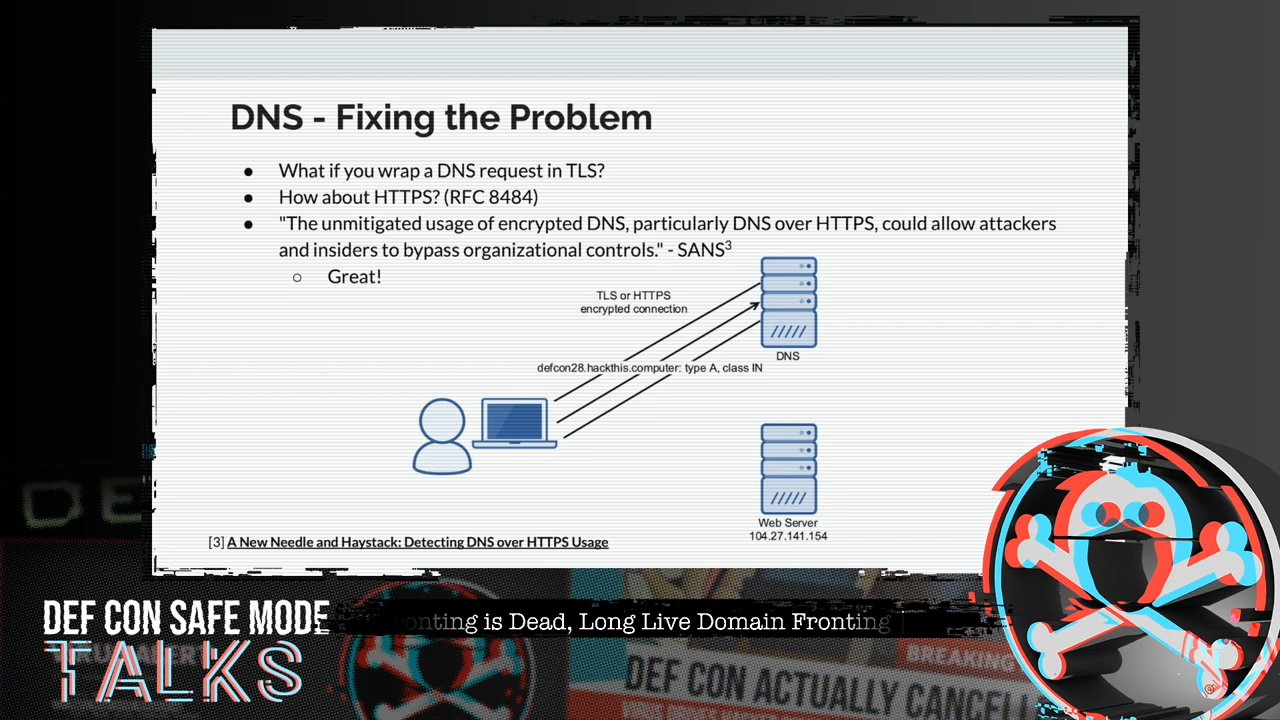 DNS - Fixing the Problem
● What if you wrap a DNS request in TLS?
● How about HTTPS? (RFC 8484)
● "The unmitigated usage of encrypted DNS, particularly DNS over HTTPS, could allow attackers
and insiders to bypass organizational controls." - SANS3
○ Great!
TLS or HTTPS
encrypted connection
DNS
defcon28.hackthis.computer: type A, class IN
Web Server
104.27.141.154
[3] A New Needle and Haystack: Detecting DNS over HTTPS Usage
DEF CON SAFE MODE
TALKS
onting is Dead, Long Live Domain Fronting
BREAKING
DEF CON ACTUALLY CANCELL